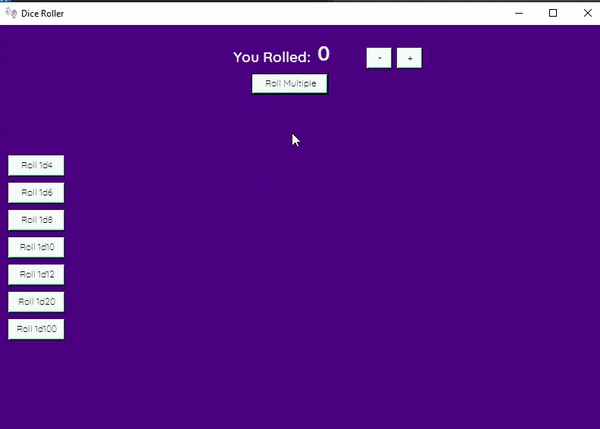 Dice Roller
You Rolled: 0
- +
Roll Multiple
Roll 1d4
Roll 1d6
Roll 1d8
Roll 1d10
Roll 1d12
Roll 1d20
Roll 1d100